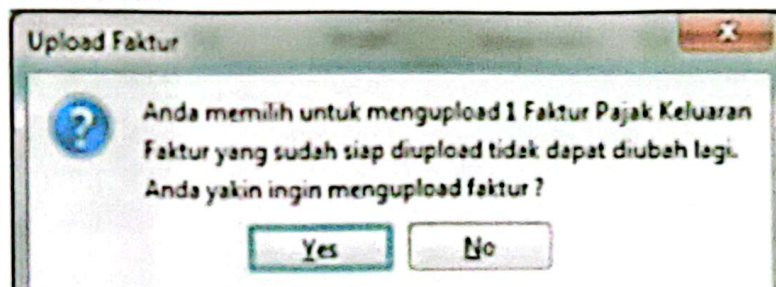 Upload Faktur
Anda memilih untuk mengupload 1 Faktur Pajak Keluaran
Faktur yang sudah siap diupload tidak dapat diubah lagi.
Anda yakin ingin mengupload faktur ?
Yes
No